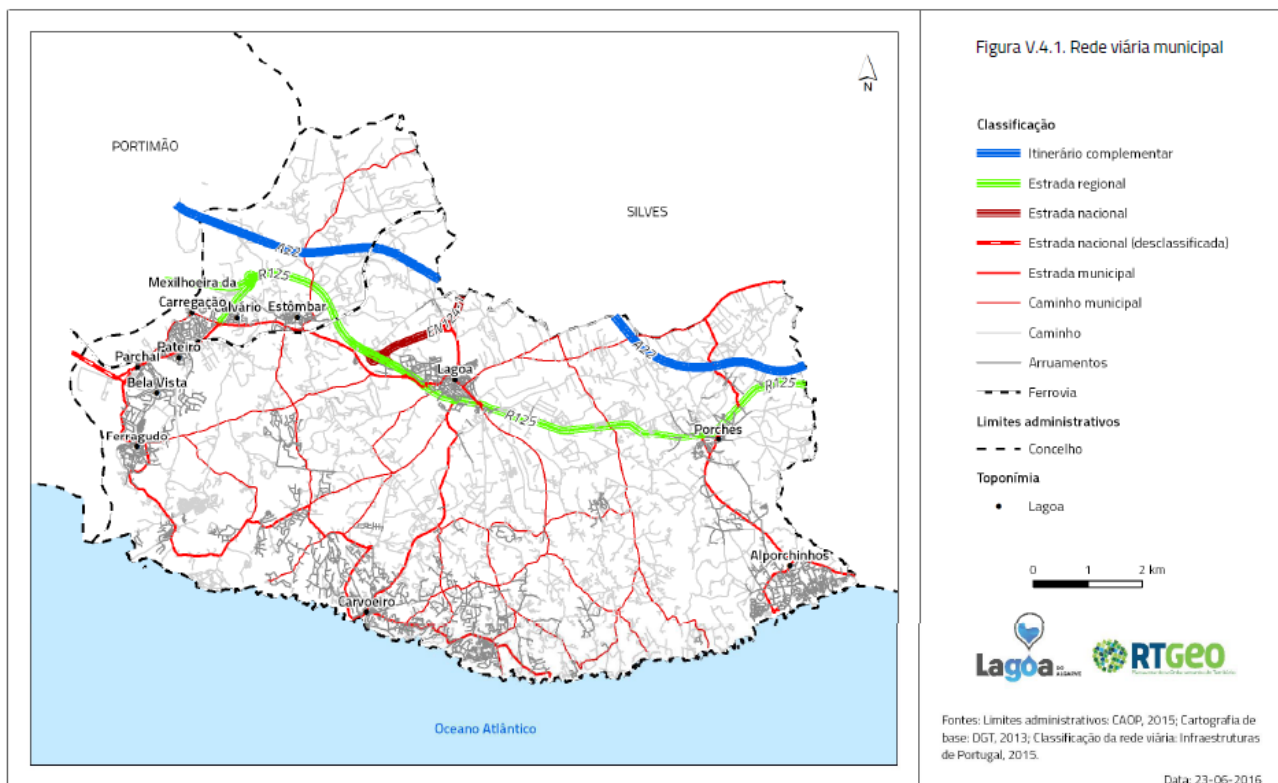 Figura V.4.1. Rede viária municipal
N
PORTIMÃO
SILVES
A22
R125
Mexilhoeira da
Carregação
Calvário
Estômbar
EN124
Pateiro
Parchal
Bela Vista
Lagoa
A22
R125
R125
Porches
Ferragudo
Alporchinhos
Carvoeiro
Oceano Atlântico
Classificação
Itinerário complementar
Estrada regional
Estrada nacional
Estrada nacional (desclassificada)
Estrada municipal
Caminho municipal
Caminho
Arruamentos
Ferrovia
Limites administrativos
Concelho
Toponímia
Lagoa
0 1 2 km
Lagoa DO ALGARVE
RTGEO
Fontes: Limites administrativos: CAOP, 2015; Cartografia de
base: DGT, 2013; Classificação da rede viária: Infraestruturas
de Portugal, 2015.
Data: 23-06-2016